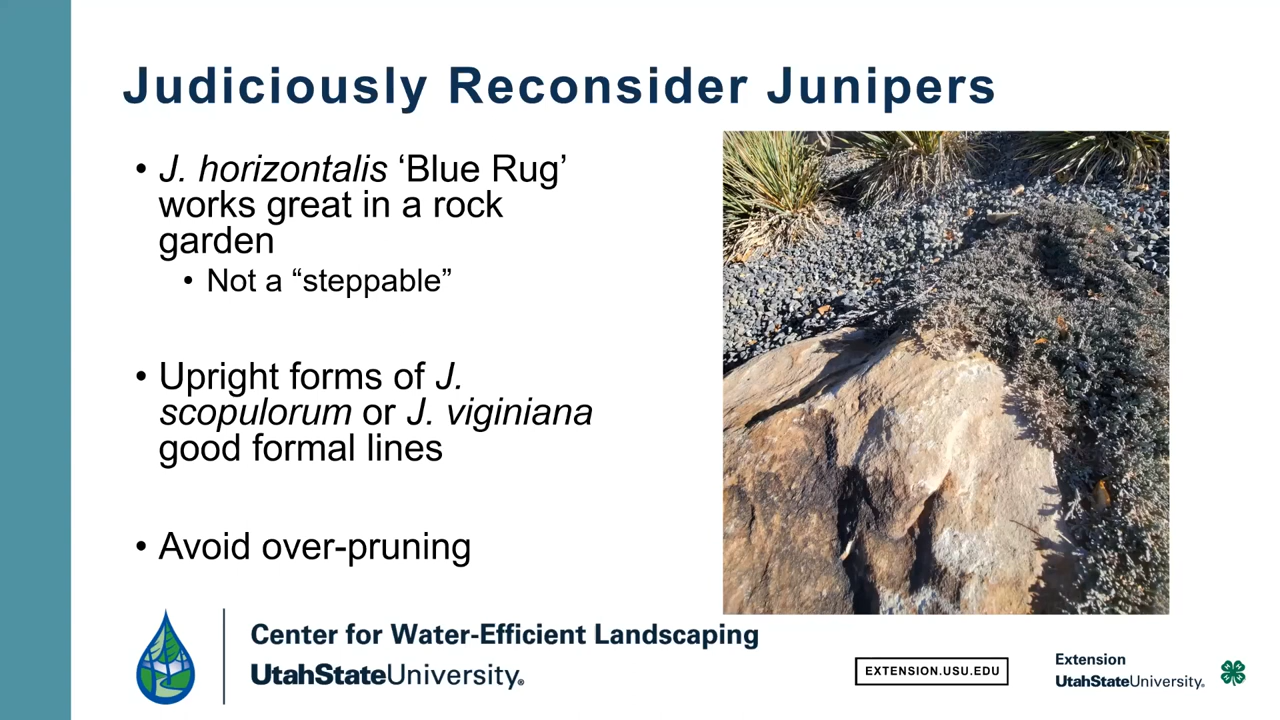 Judiciously Reconsider Junipers
• J. horizontalis ‘Blue Rug’
works great in a rock
garden
• Not a “steppable”
• Upright forms of J.
scopulorum or J. viginiana
good formal lines
• Avoid over-pruning
Center for Water-Efficient Landscaping
UtahStateUniversity®
EXTENSION.USU.EDU
Extension
UtahStateUniversity®